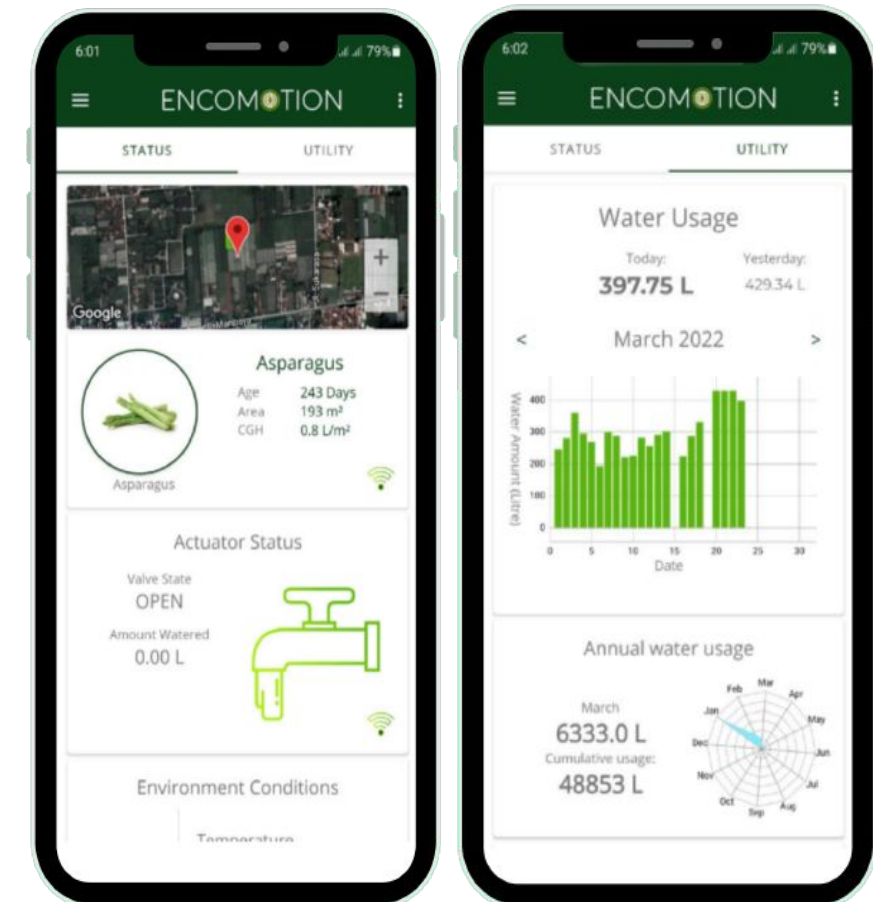 6:01
79%
ENCOMOTION
STATUS UTILITY
Google
Asparagus
Age 243 Days
Area 193 m²
CGH 0.8 L/m²
Asparagus
Actuator Status
Valve State
OPEN
Amount Watered
0.00 L
Environment Conditions
Temperature
6:02
79%
ENCOMOTION
STATUS UTILITY
Water Usage
Today: Yesterday:
397.75 L 429.34 L
< March 2022 >
Water Amount (Litre)
400
300
200
100
0
0 5 10 15 20 25 30
Date
Annual water usage
March
6333.0 L
Cumulative usage:
48853 L
Mar
Apr
May
Jun
Jul
Aug
Sep
Oct
Nov
Dec
Jan
Feb